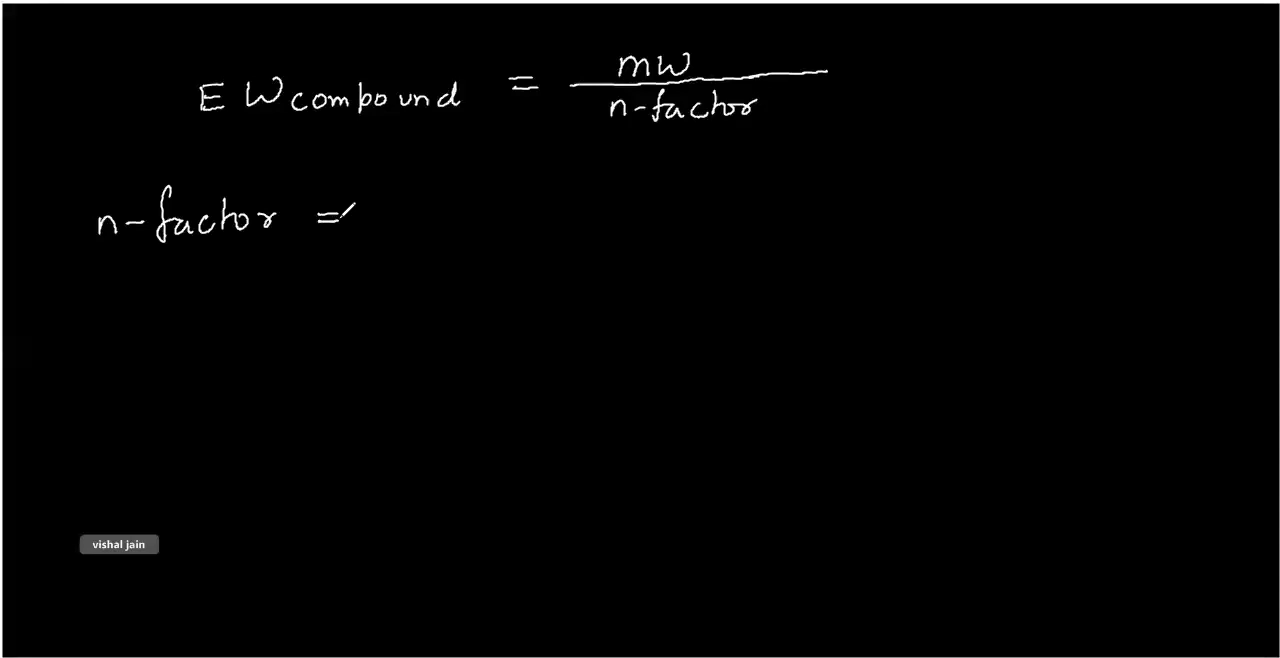 EW compound = mW / n-factor
n-factor =
vishal jain